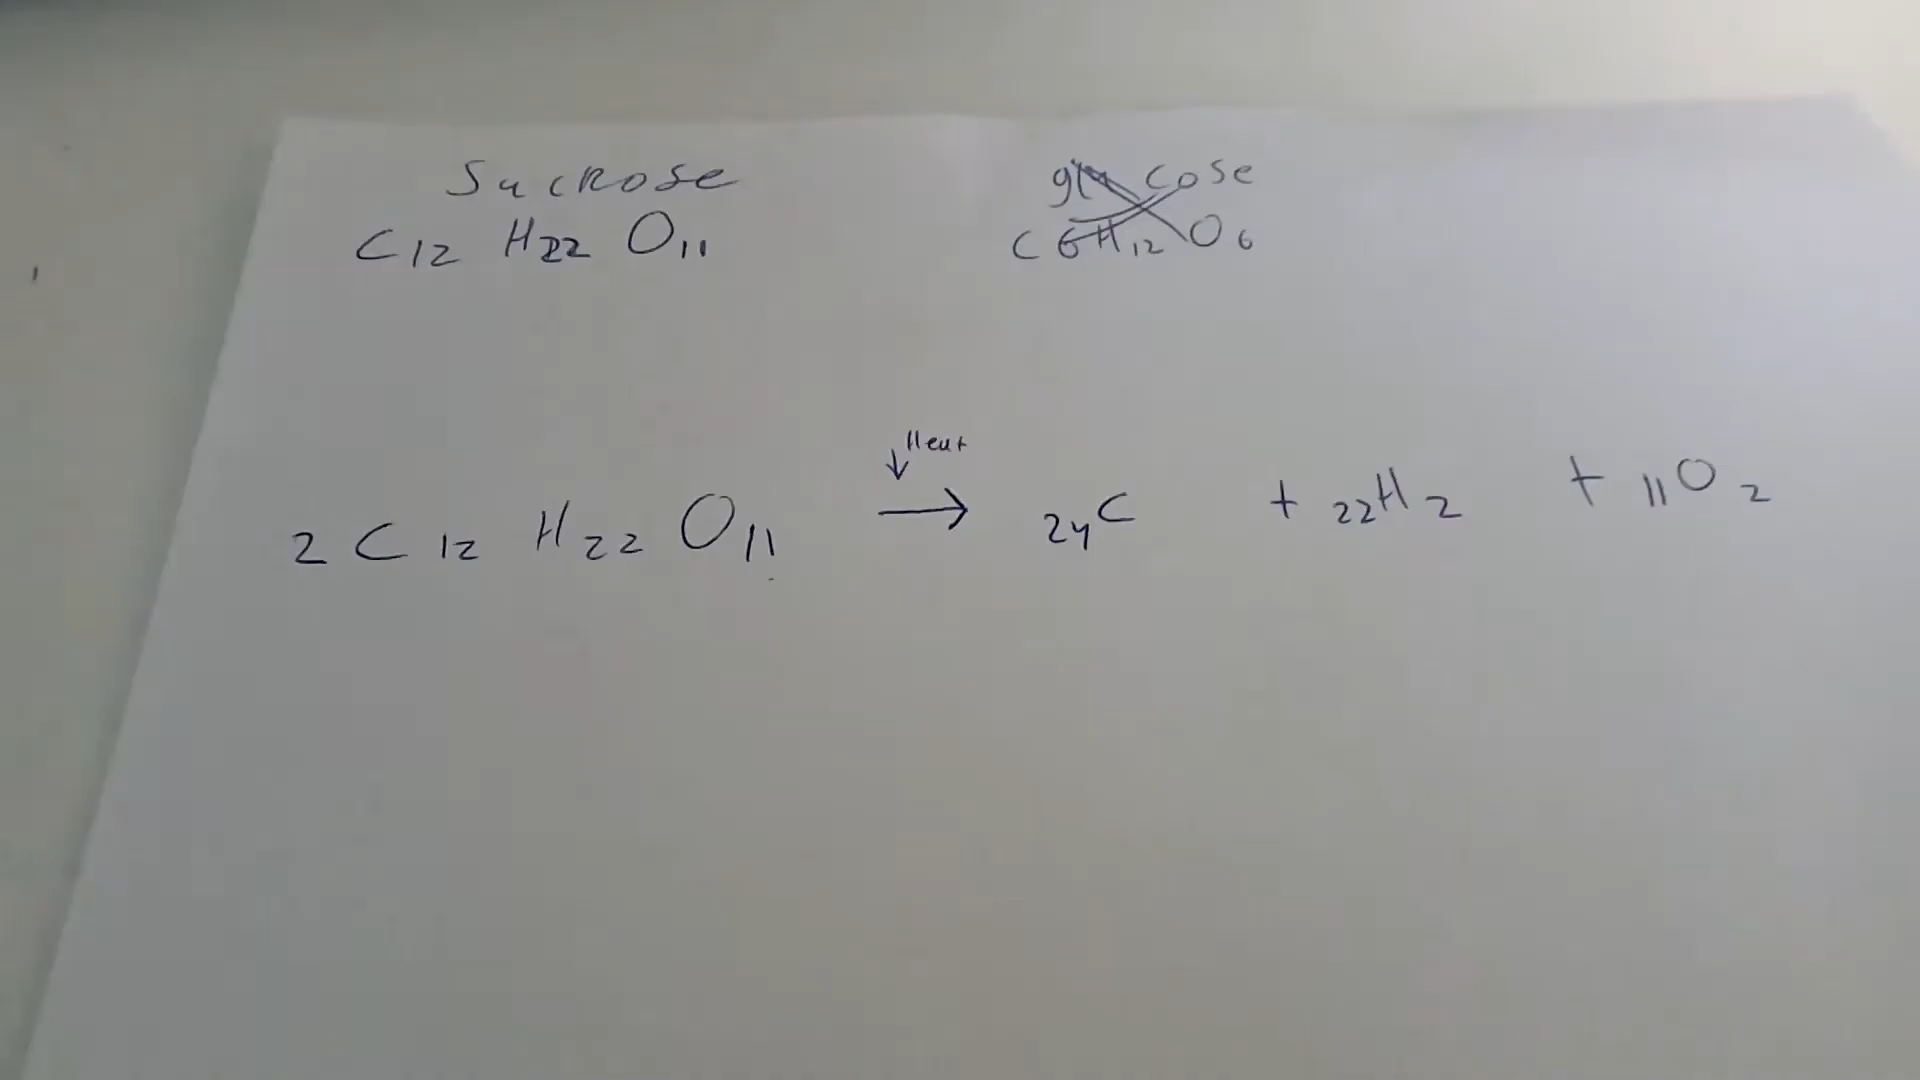 Sucrose
C12 H22 O11
glucose
C6H12O6
Heat
2 C12 H22 O11 → 24C + 22H2 + 11O2